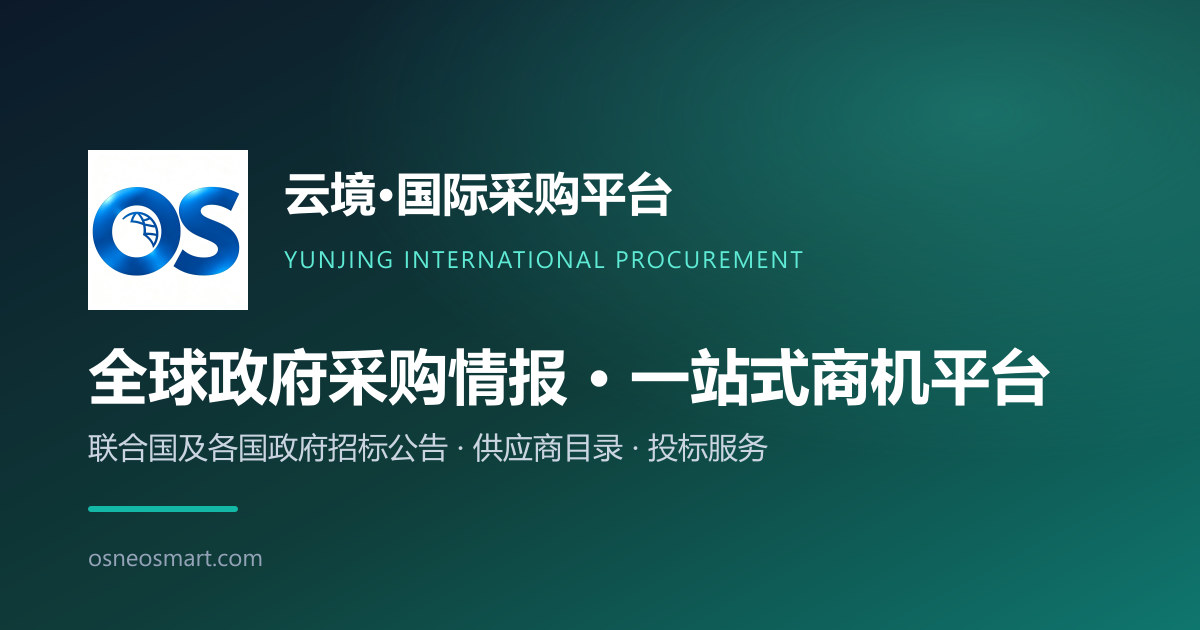 OS
云境•国际采购平台
YUNJING INTERNATIONAL PROCUREMENT
全球政府采购情报 • 一站式商机平台
联合国及各国政府招标公告 · 供应商目录 · 投标服务
osneosmart.com